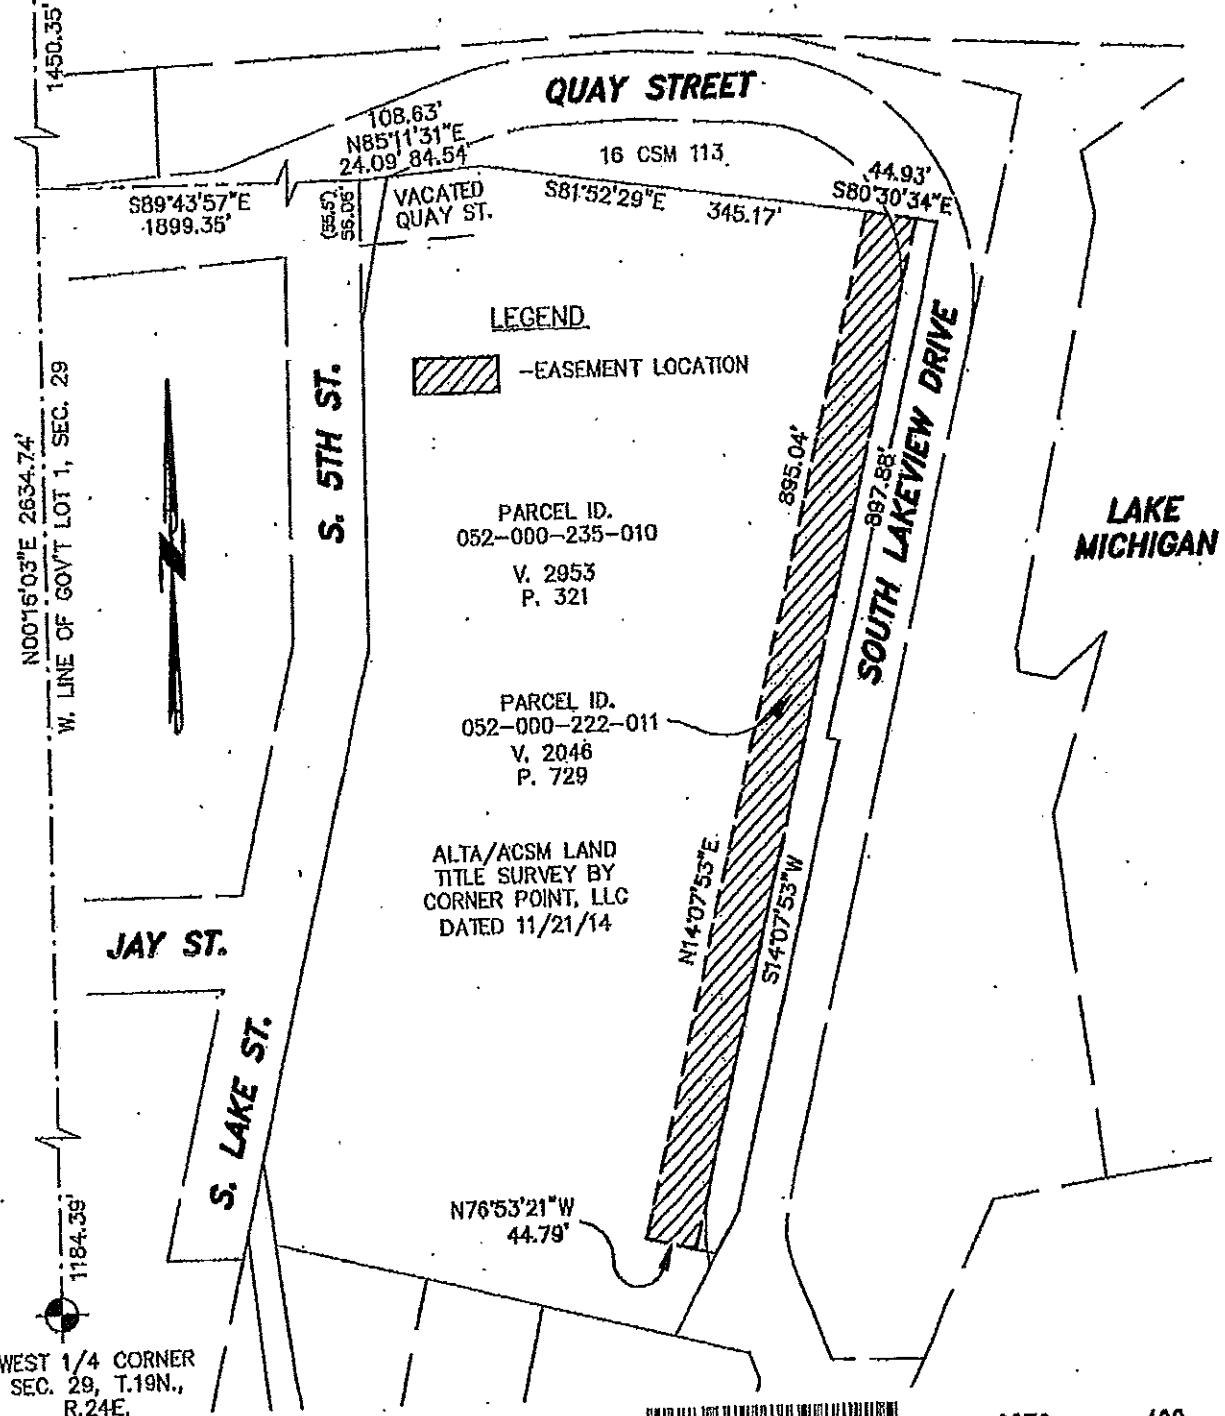 1450.35'
QUAY STREET
108.63'
N85°11'31"E
24.09' 84.54'
16 CSM 113
44.93'
S80°30'34"E
S89°43'57"E
1899.35'
(55.5')
VACATED
QUAY ST.
S81°52'29"E 345.17'
LEGEND
-EASEMENT LOCATION
S. 5TH ST.
N00°15'03"E 2634.74'
W. LINE OF GOV'T LOT 1, SEC. 29
895.04'
897.88'
SOUTH LAKEVIEW DRIVE
LAKE
MICHIGAN
PARCEL ID.
052-000-235-010
V. 2953
P. 321
PARCEL ID.
052-000-222-011
V. 2046
P. 729
ALTA/ACSM LAND
TITLE SURVEY BY
CORNER POINT, LLC
DATED 11/21/14
N14°07'53"E
S14°07'53"W
JAY ST.
S. LAKE ST.
N76°53'21"W
44.79'
1184.39'
WEST 1/4 CORNER
SEC. 29, T.19N.,
R.24E.